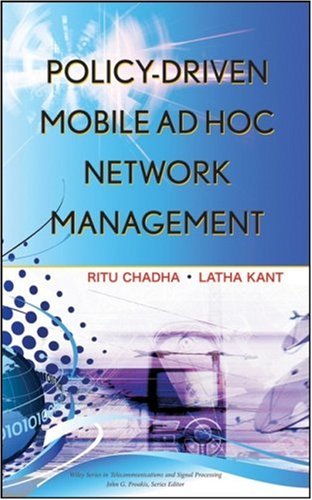 POLICY-DRIVEN
MOBILE AD HOC
NETWORK
MANAGEMENT
RITU CHADHA • LATHA KANT
Wiley Series in Telecommunications and Signal Processing
John G. Proakis, Series Editor